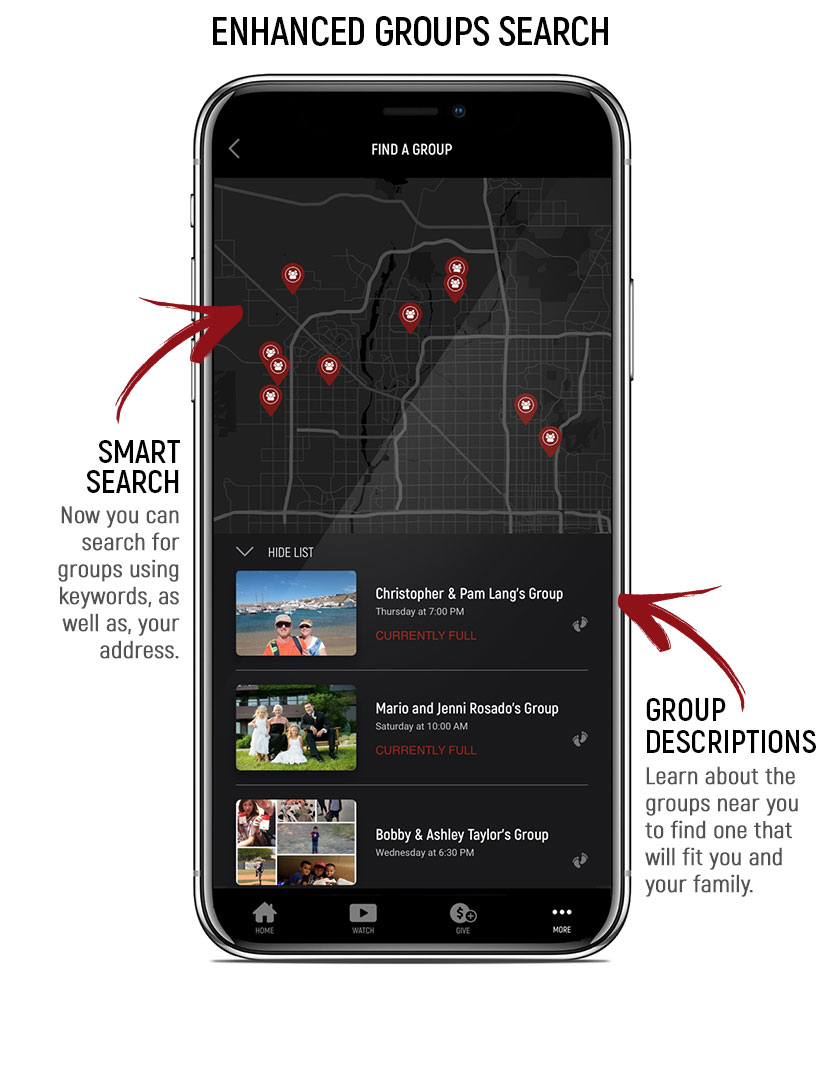 ENHANCED GROUPS SEARCH
FIND A GROUP
SMART
SEARCH
Now you can
search for
groups using
keywords, as
well as, your
address.
HIDE LIST
Christopher & Pam Lang's Group
Thursday at 7:00 PM
CURRENTLY FULL
Mario and Jenni Rosado's Group
Saturday at 10:00 AM
CURRENTLY FULL
Bobby & Ashley Taylor's Group
Wednesday at 6:30 PM
GROUP
DESCRIPTIONS
Learn about the
groups near you
to find one that
will fit you and
your family.
HOME
WATCH
GIVE
MORE